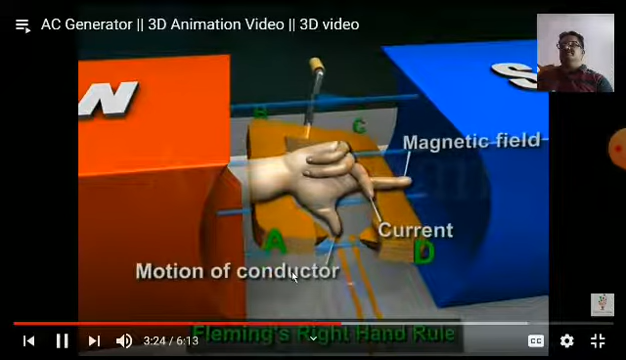 AC Generator || 3D Animation Video || 3D video
N
S
B
C
Magnetic field
Current
A
D
Motion of conductor
Fleming's Right Hand Rule
3:24 / 6:13
CC